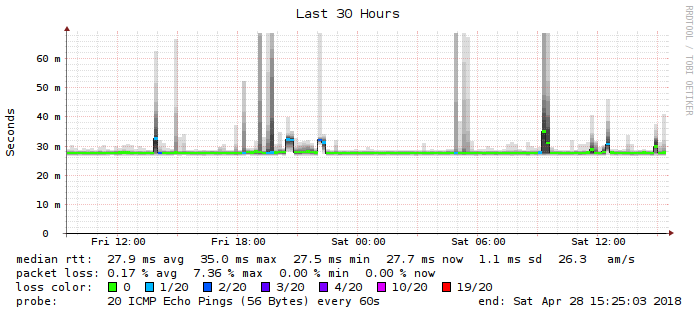 Last 30 Hours
RRDTOOL / TOBI OETIKER
Seconds
60 m
50 m
40 m
30 m
20 m
10 m
0
Fri 12:00 Fri 18:00 Sat 00:00 Sat 06:00 Sat 12:00
median rtt: 27.9 ms avg 35.0 ms max 27.5 ms min 27.7 ms now 1.1 ms sd 26.3 am/s
packet loss: 0.17 % avg 7.36 % max 0.00 % min 0.00 % now
loss color: 0 1/20 2/20 3/20 4/20 10/20 19/20
probe: 20 ICMP Echo Pings (56 Bytes) every 60s end: Sat Apr 28 15:25:03 2018